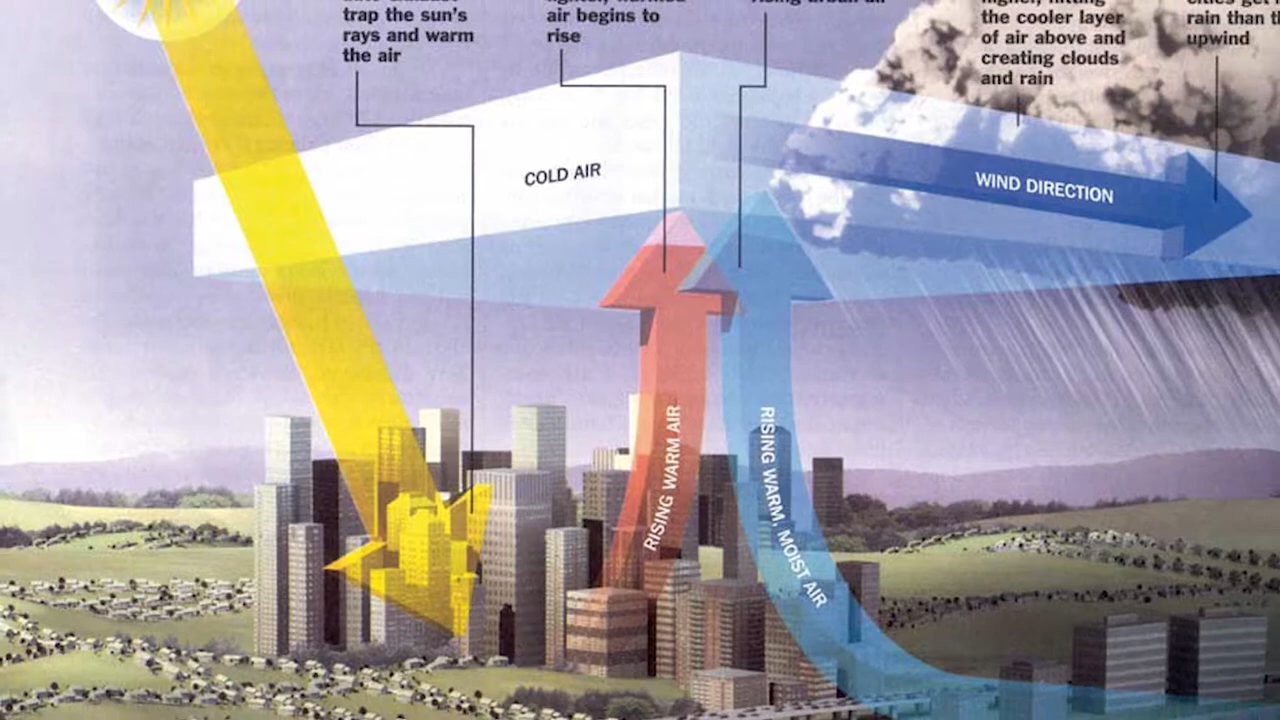 trap the sun's
rays and warm
the air
air begins to
rise
the cooler layer
of air above and
creating clouds
and rain
rain than
upwind
COLD AIR
WIND DIRECTION
RISING WARM AIR
RISING WARM, MOIST AIR